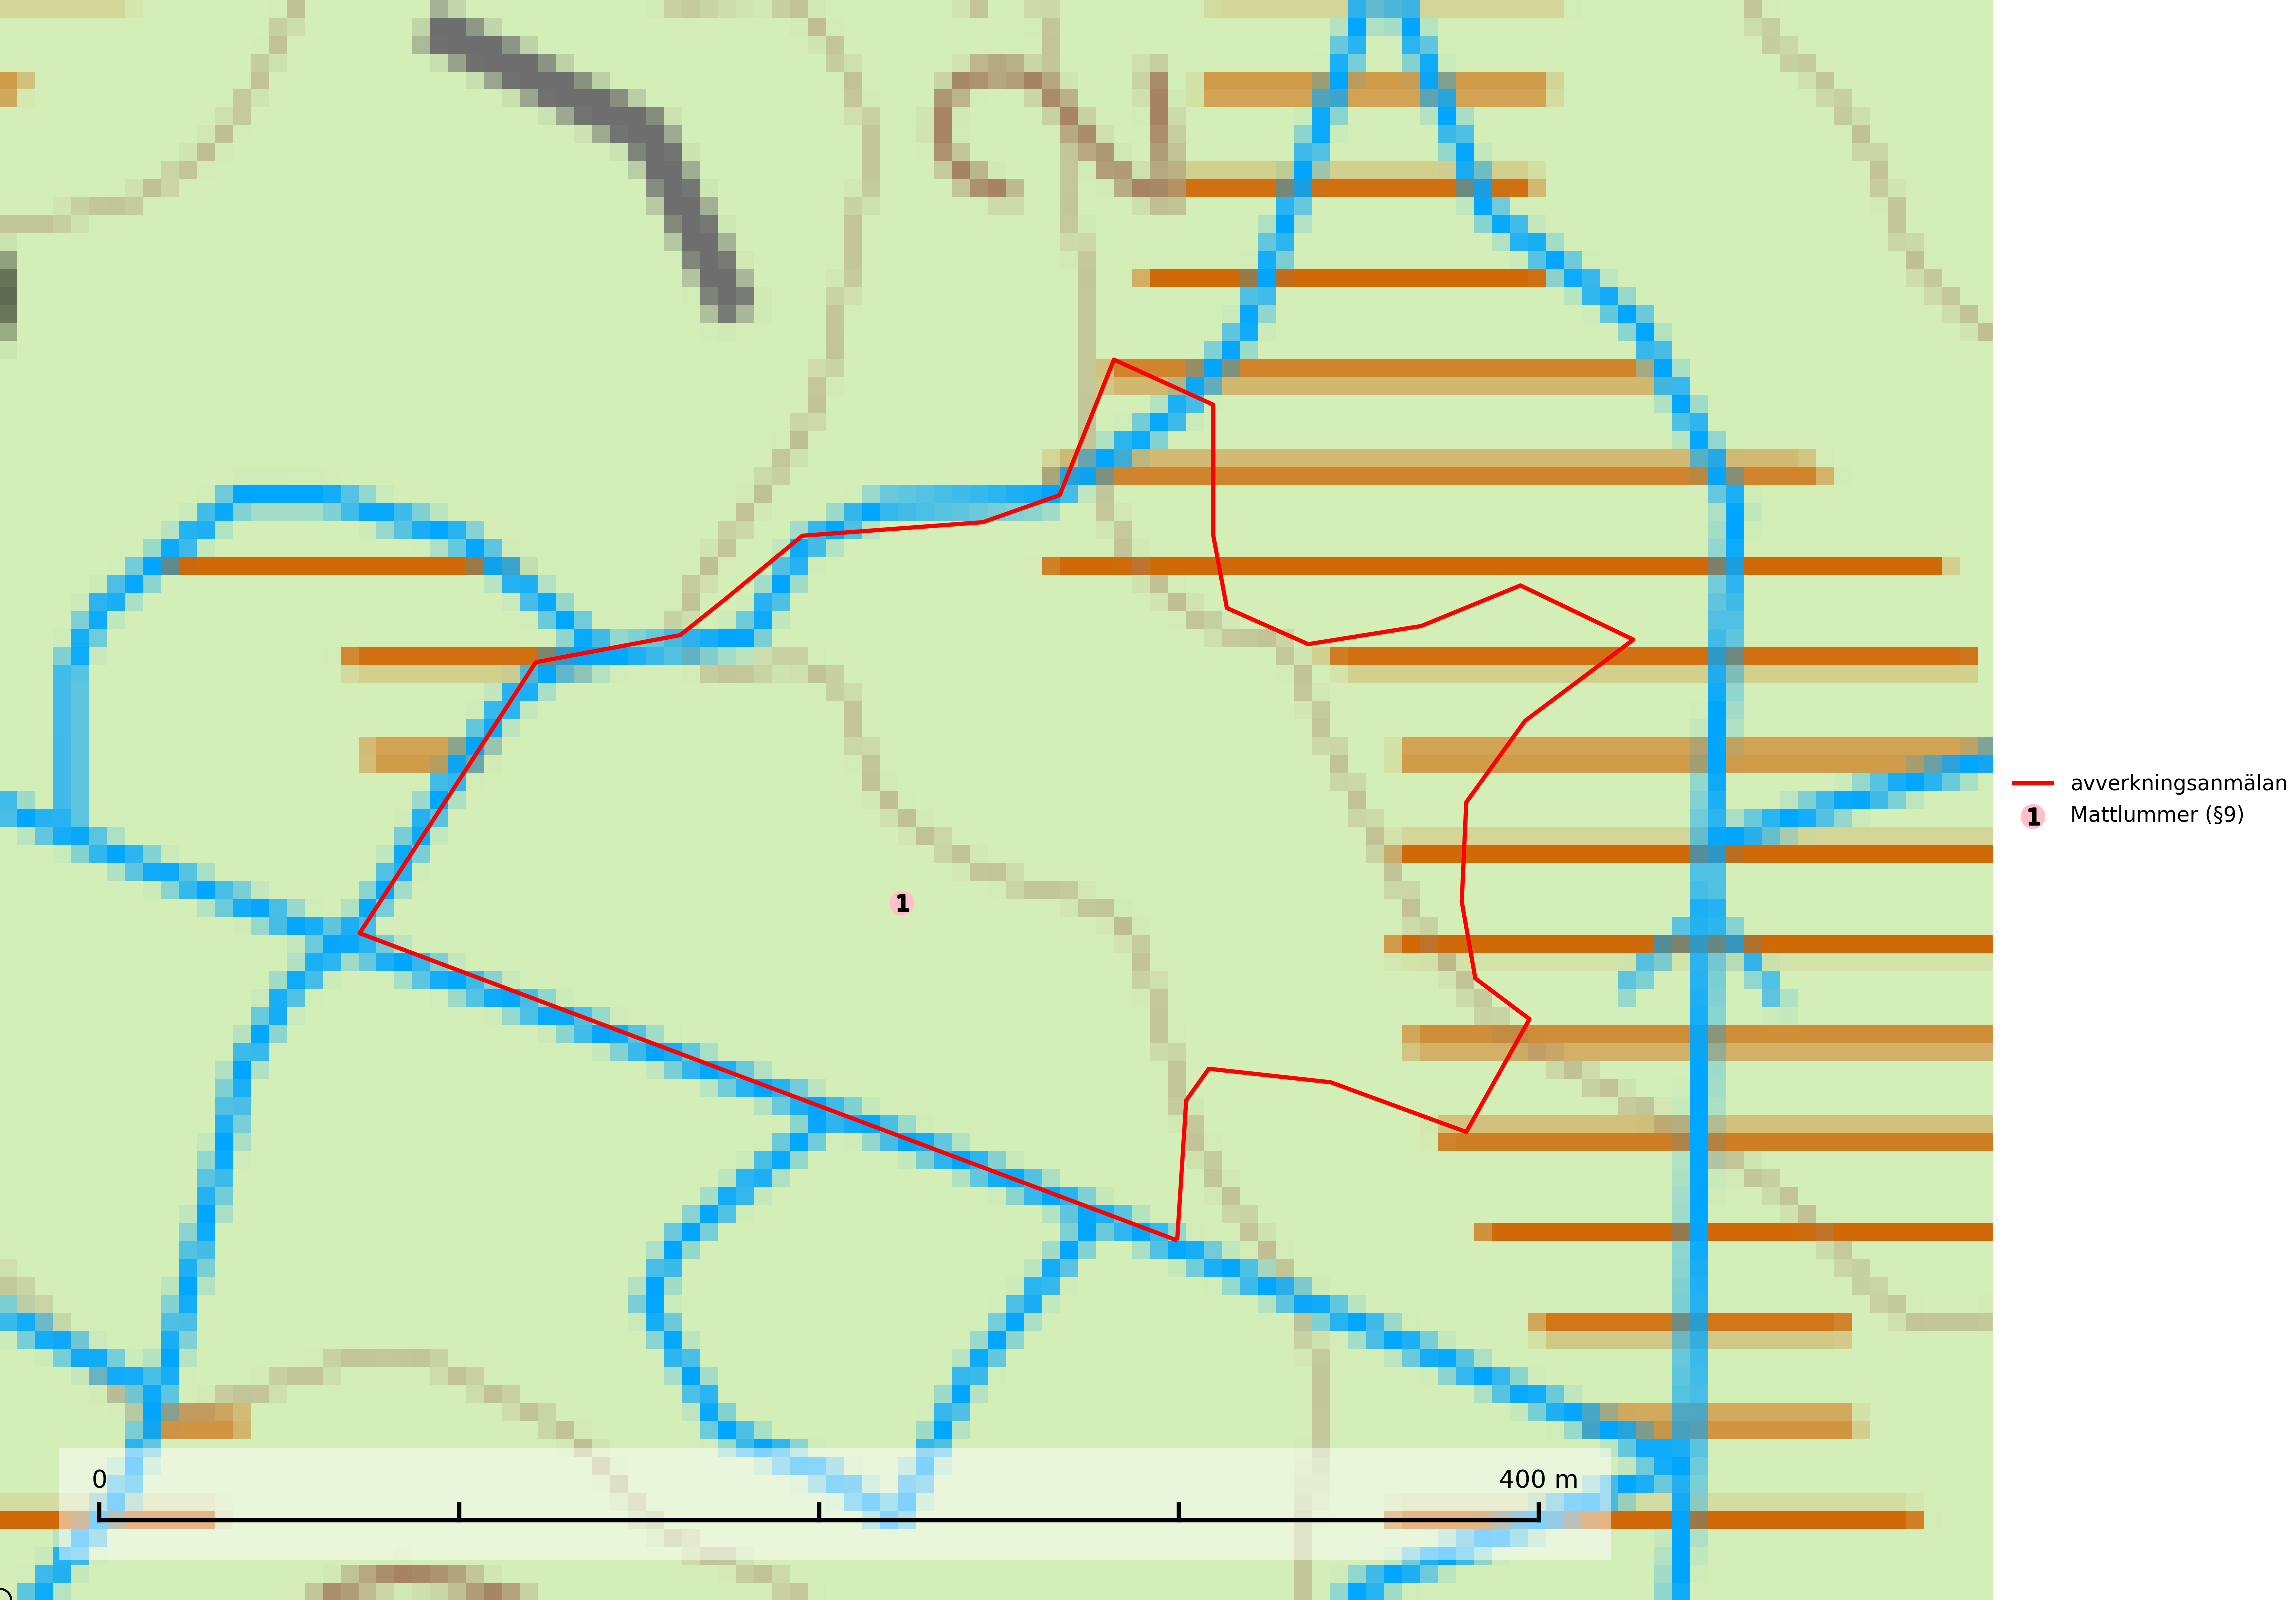 avverkningsanmälan
1 Mattlummer (§9)
1
0 400 m